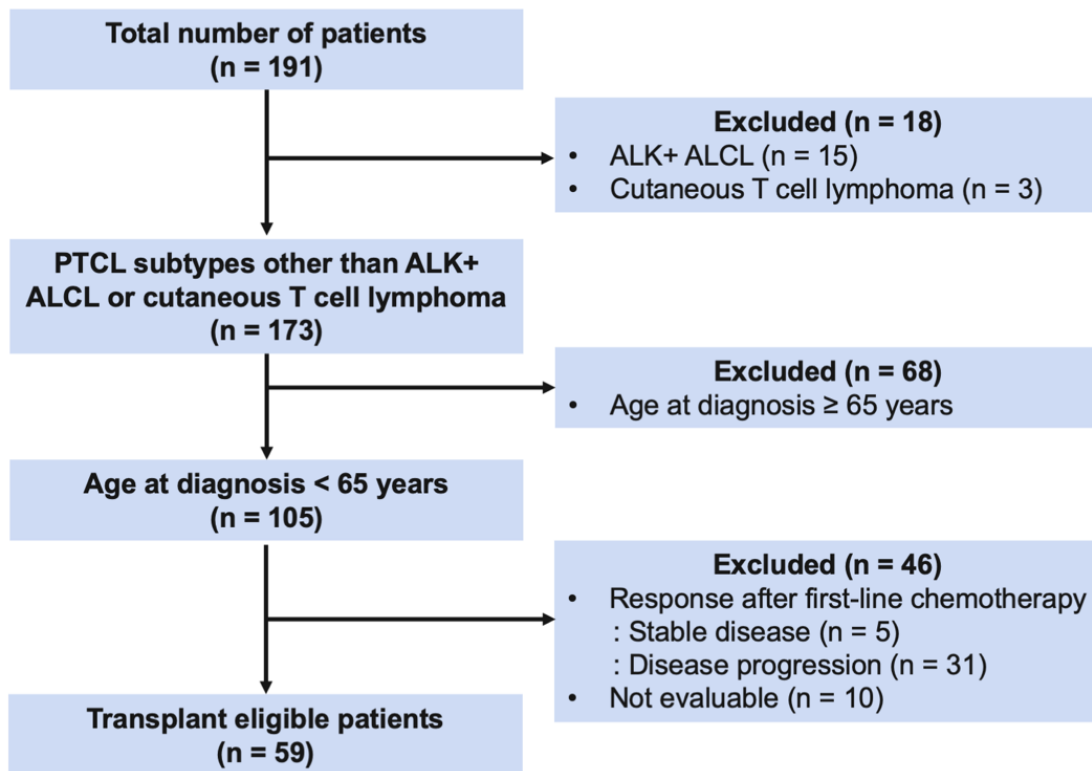 Total number of patients
(n = 191)
Excluded (n = 18)
• ALK+ ALCL (n = 15)
• Cutaneous T cell lymphoma (n = 3)
PTCL subtypes other than ALK+
ALCL or cutaneous T cell lymphoma
(n = 173)
Excluded (n = 68)
• Age at diagnosis ≥ 65 years
Age at diagnosis < 65 years
(n = 105)
Excluded (n = 46)
• Response after first-line chemotherapy
: Stable disease (n = 5)
: Disease progression (n = 31)
• Not evaluable (n = 10)
Transplant eligible patients
(n = 59)